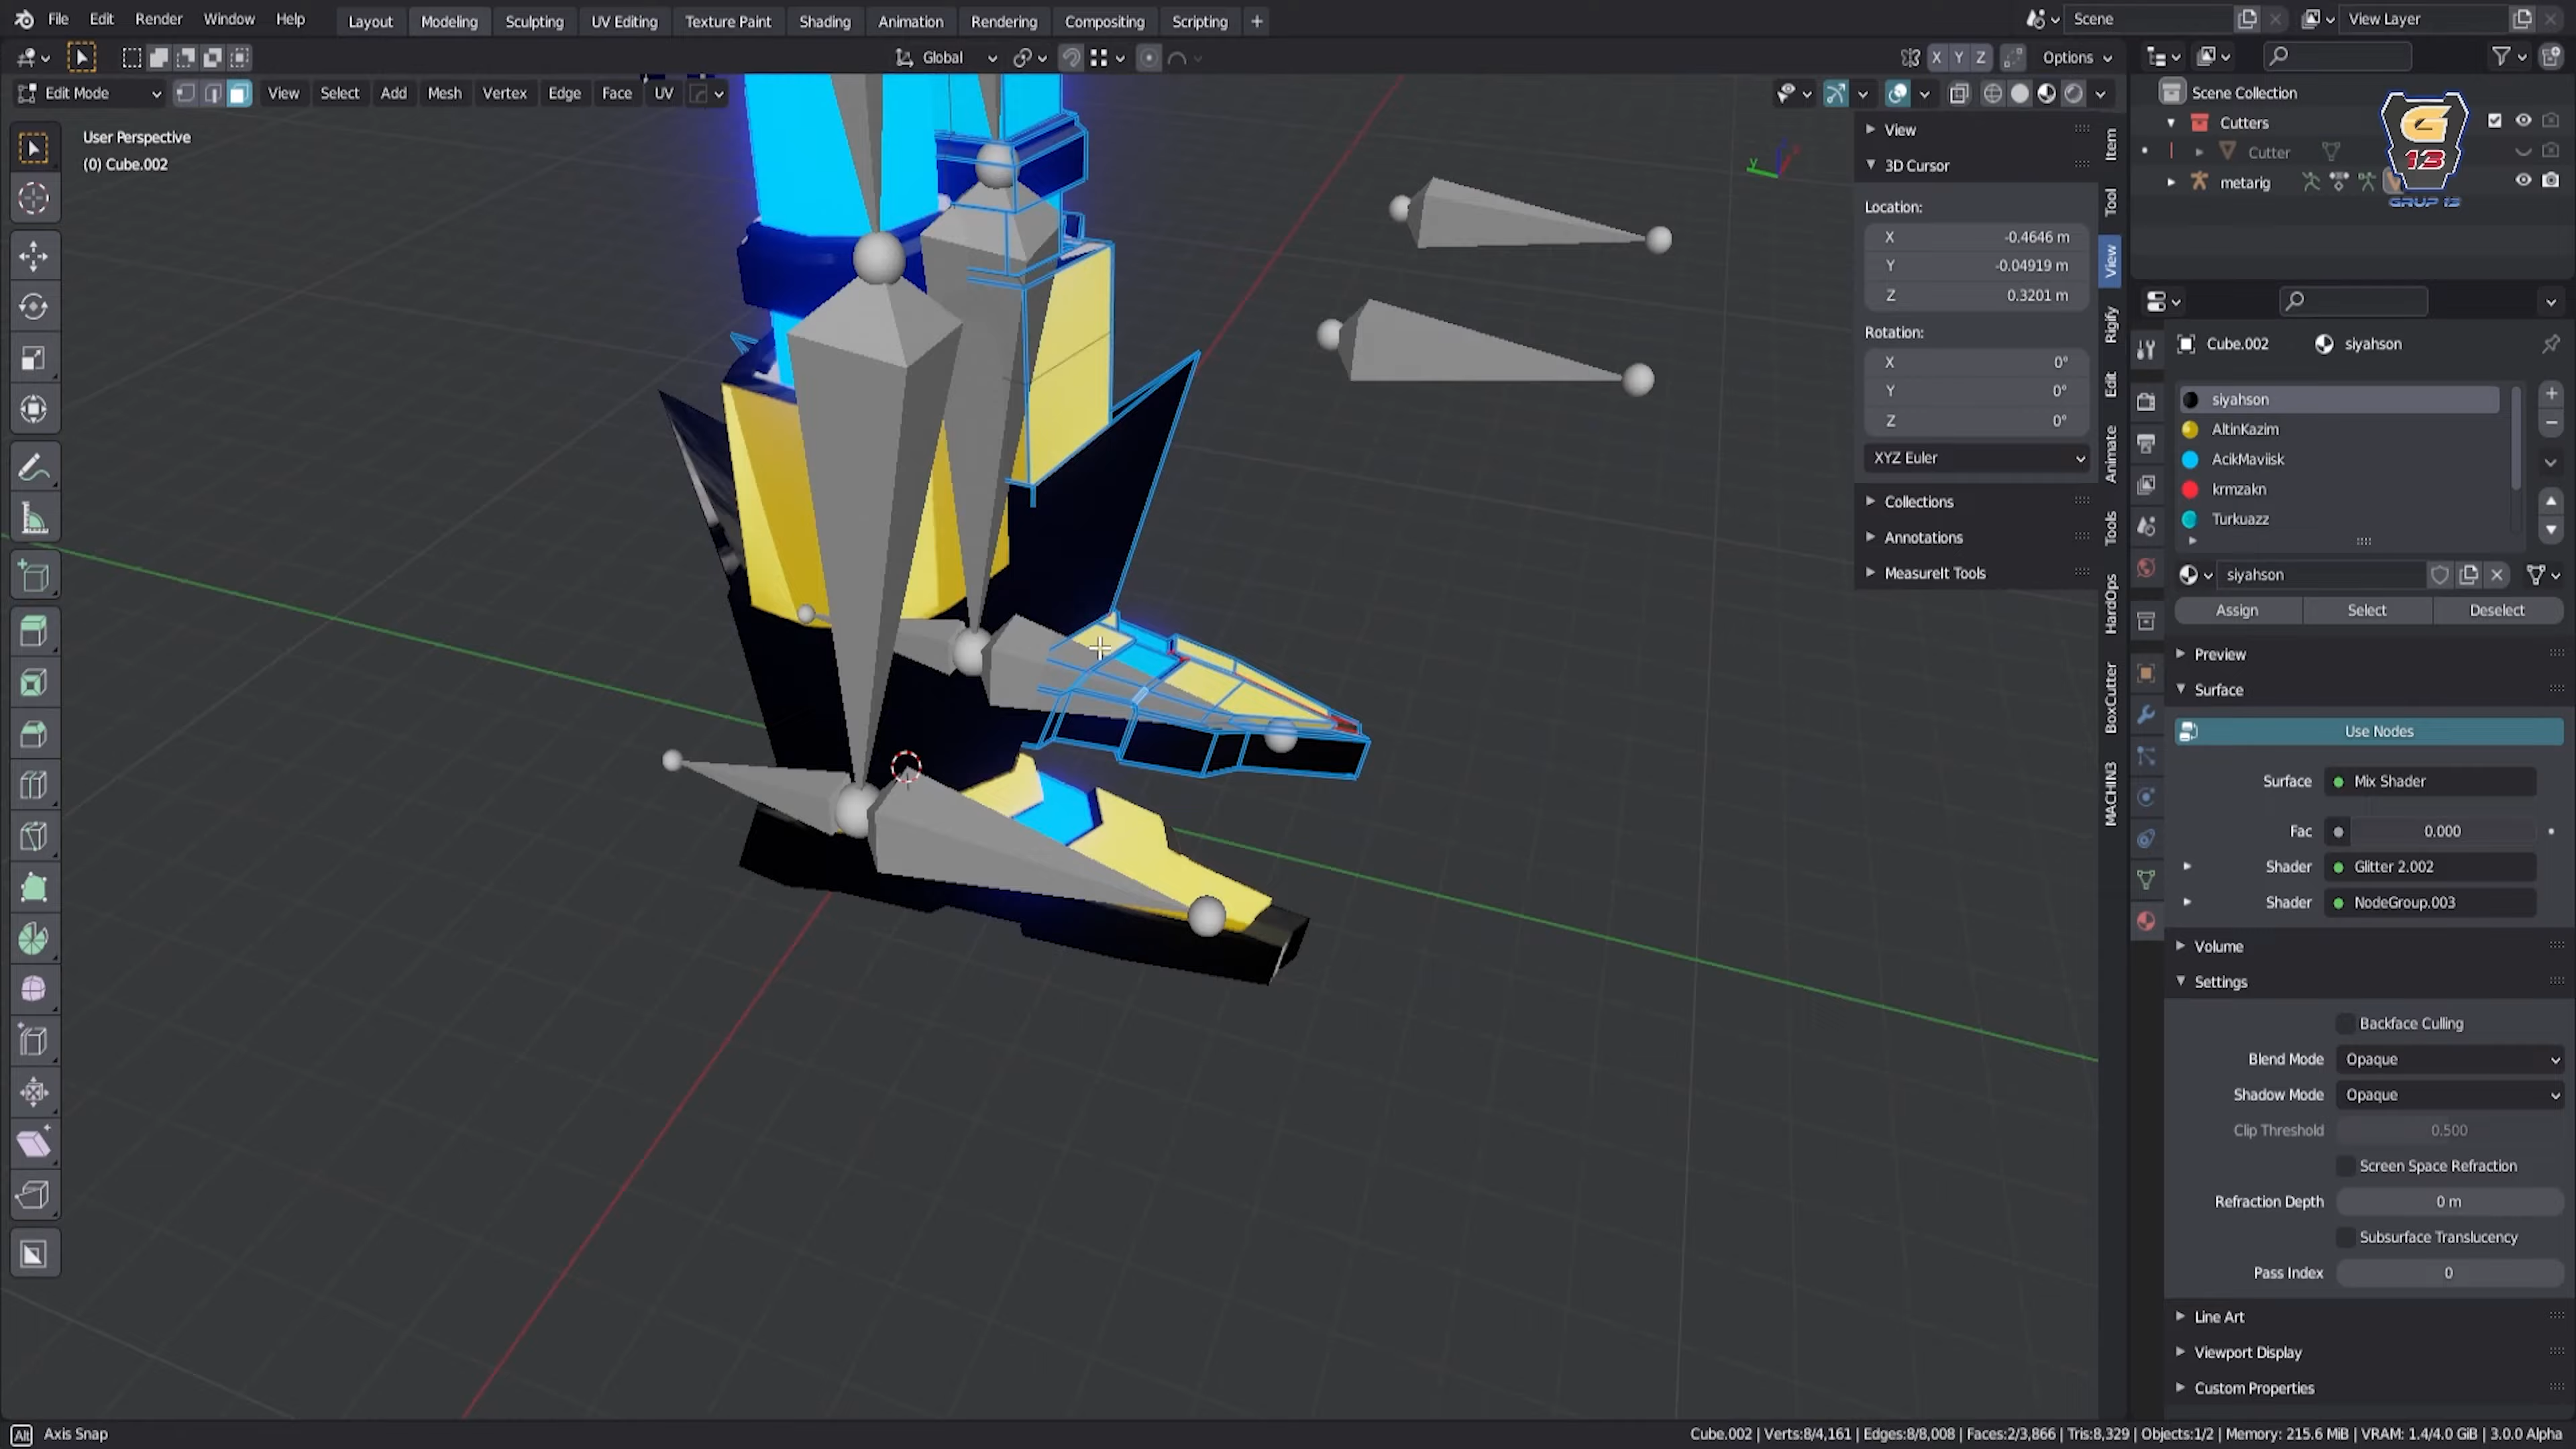 File Edit Render Window Help Layout Modeling Sculpting UV Editing Texture Paint Shading Animation Rendering Compositing Scripting + Scene View Layer
Global X Y Z Options
Edit Mode View Select Add Mesh Vertex Edge Face UV
User Perspective
(0) Cube.002
View
3D Cursor
Location:
X -0.4646 m
Y -0.04919 m
Z 0.3201 m
Rotation:
X 0°
Y 0°
Z 0°
XYZ Euler
Collections
Annotations
MeasureIt Tools
Item
Tool
View
Rigify
Edit
Animate
Tools
HardOps
BoxCutter
MACHIN3
Scene Collection
Cutters
Cutter
metarig
G
13
GRUP 13
Cube.002 siyahson
siyahson
AltinKazim
AcikMaviisk
krmzakn
Turkuazz
siyahson
Assign Select Deselect
Preview
Surface
Use Nodes
Surface Mix Shader
Fac 0.000
Shader Glitter 2.002
Shader NodeGroup.003
Volume
Settings
Backface Culling
Blend Mode Opaque
Shadow Mode Opaque
Clip Threshold 0.500
Screen Space Refraction
Refraction Depth 0 m
Subsurface Translucency
Pass Index 0
Line Art
Viewport Display
Custom Properties
y
Alt Axis Snap
Cube.002 | Verts:8/4,161 | Edges:8/8,008 | Faces:2/3,866 | Tris:8,329 | Objects:1/2 | Memory: 215.6 MiB | VRAM: 1.4/4.0 GiB | 3.0.0 Alpha